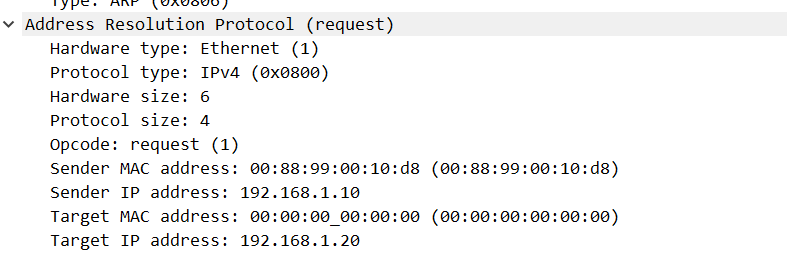 Type: ARP (0x0806)
Address Resolution Protocol (request)
Hardware type: Ethernet (1)
Protocol type: IPv4 (0x0800)
Hardware size: 6
Protocol size: 4
Opcode: request (1)
Sender MAC address: 00:88:99:00:10:d8 (00:88:99:00:10:d8)
Sender IP address: 192.168.1.10
Target MAC address: 00:00:00_00:00:00 (00:00:00:00:00:00)
Target IP address: 192.168.1.20